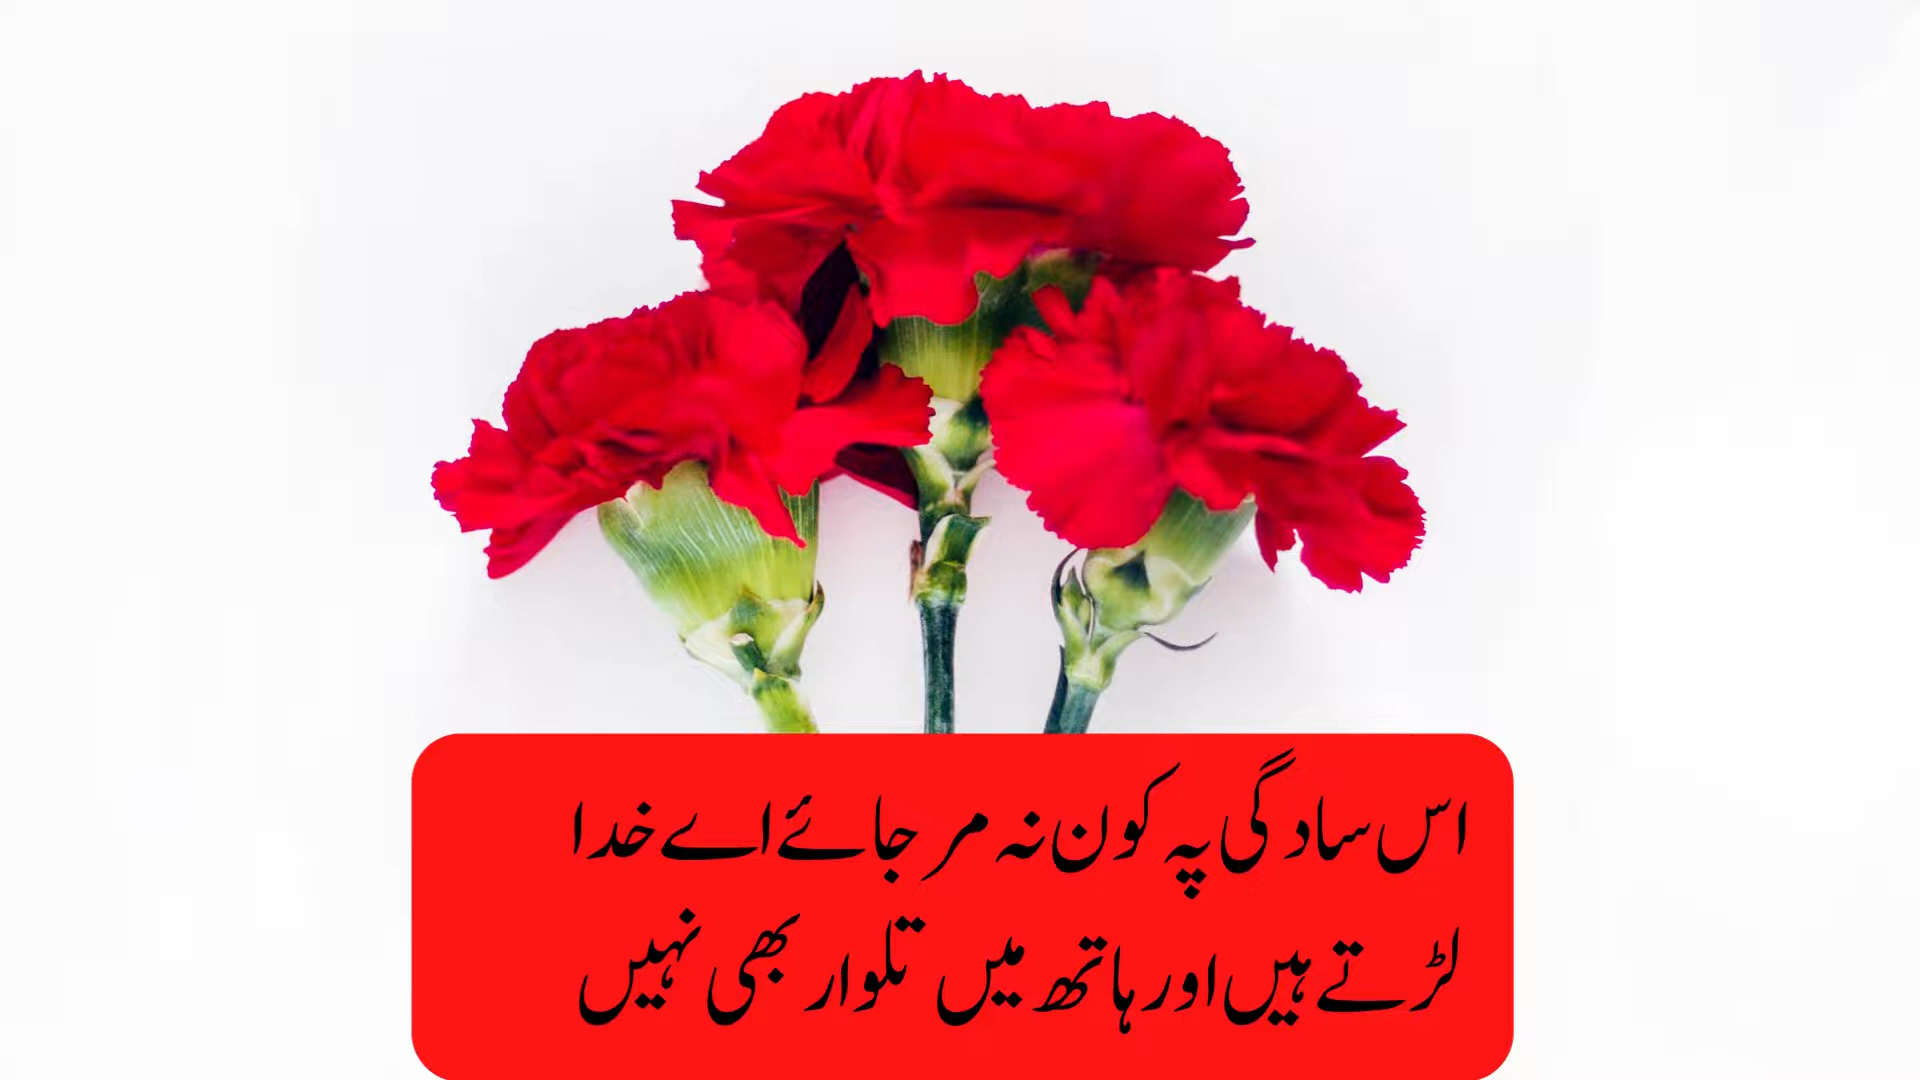 اس سادگی پہ کون نہ مر جائے اے خدا
لڑتے ہیں اور ہاتھ میں تلوار بھی نہیں